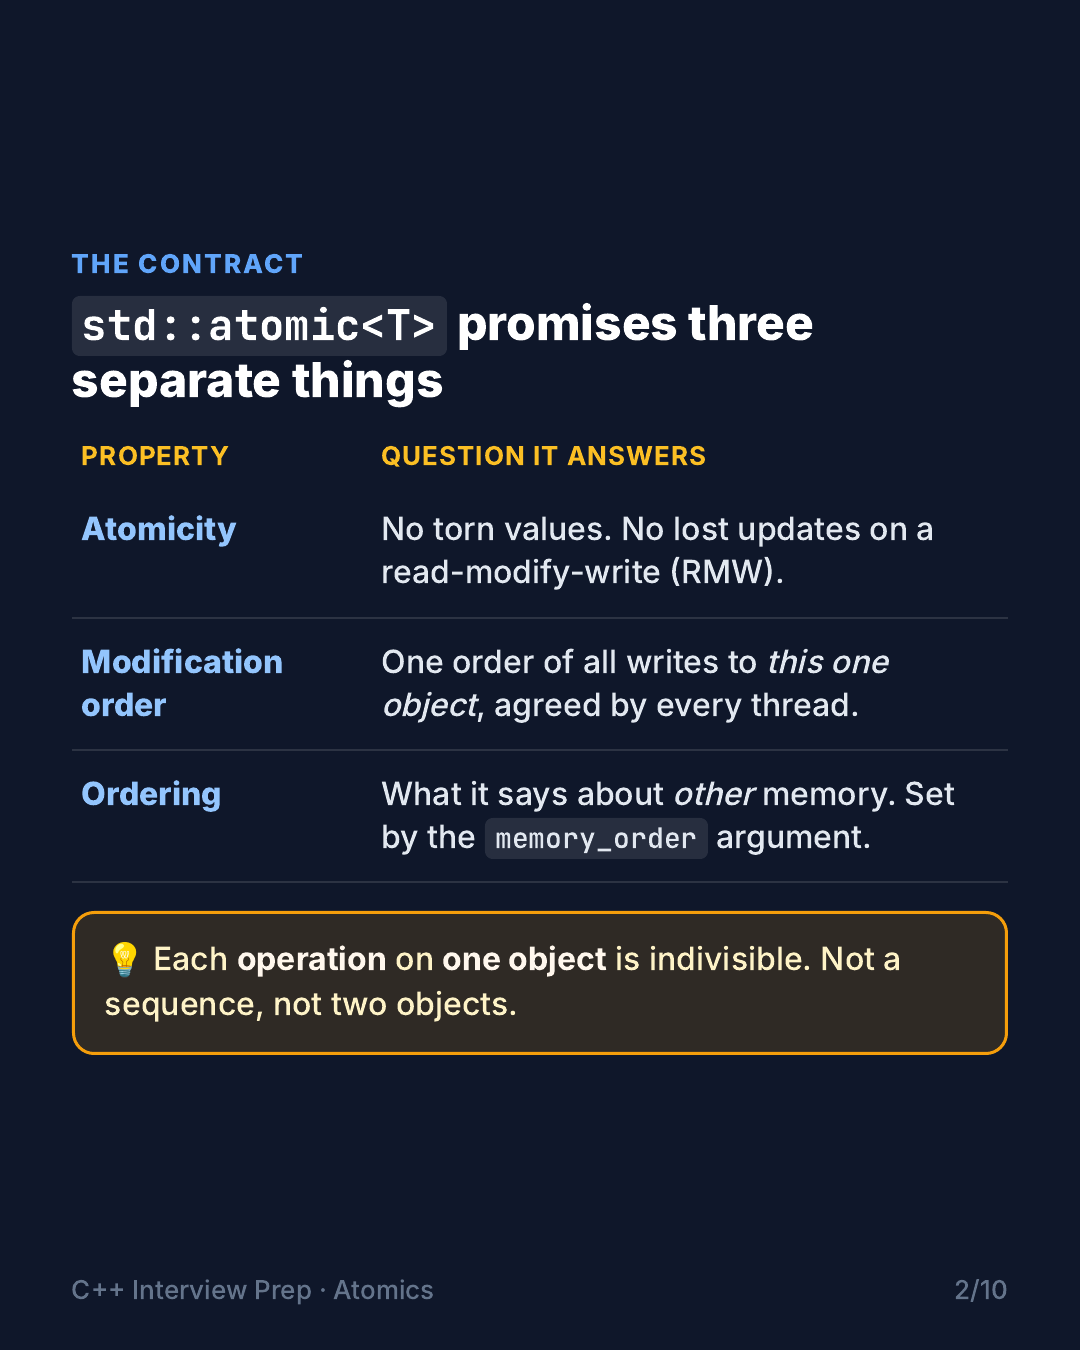 THE CONTRACT
std::atomic<T> promises three
separate things
PROPERTY QUESTION IT ANSWERS
Atomicity No torn values. No lost updates on a
read-modify-write (RMW).
Modification One order of all writes to this one
order object, agreed by every thread.
Ordering What it says about other memory. Set
by the memory_order argument.
💡 Each operation on one object is indivisible. Not a
sequence, not two objects.
C++ Interview Prep · Atomics 2/10